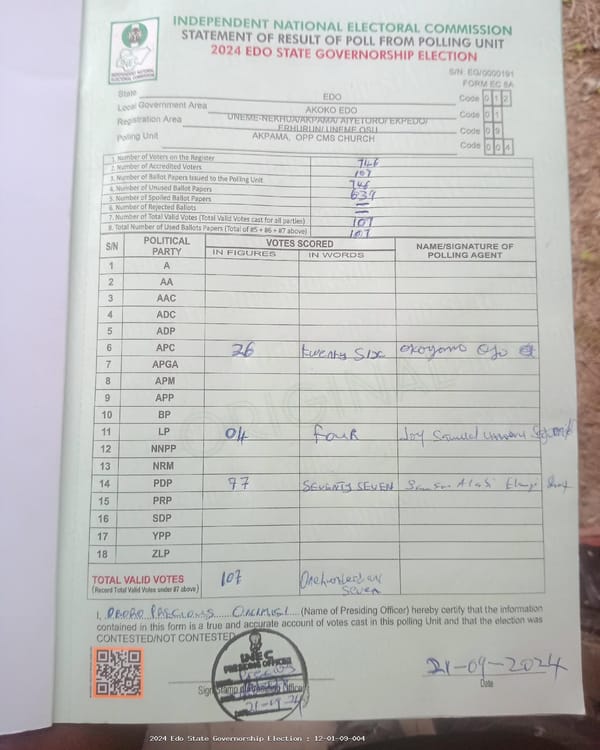 INDEPENDENT NATIONAL ELECTORAL COMMISSION
STATEMENT OF RESULT OF POLL FROM POLLING UNIT
2024 EDO STATE GOVERNORSHIP ELECTION
INDEPENDENT NATIONAL ELECTORAL COMMISSION
S/N: EG/0000191
FORM EC 8A
State EDO Code 0 1 2
Local Government Area AKOKO EDO Code 0 1
Registration Area UNEME-NEKHUA/AKPAMA/AIYETORO/EKPEDO/ERHURUN/UNEME OSU Code 0 9
Polling Unit AKPAMA, OPP CMS CHURCH Code 0 0 4
1. Number of Voters on the Register 746
2. Number of Accredited Voters 107
3. Number of Ballot Papers Issued to the Polling Unit 746
4. Number of Unused Ballot Papers 639
5. Number of Spoiled Ballot Papers —
6. Number of Rejected Ballots —
7. Number of Total Valid Votes (Total Valid Votes cast for all parties) 107
8. Total Number of Used Ballots Papers (Total of #5 + #6 + #7 above) 107
S/N POLITICAL PARTY VOTES SCORED NAME/SIGNATURE OF POLLING AGENT
IN FIGURES IN WORDS
1 A
2 AA
3 AAC
4 ADC
5 ADP
6 APC 26 twenty Six Ojo
7 APGA
8 APM
9 APP
10 BP
11 LP 04 four Joy
12 NNPP
13 NRM
14 PDP 77 SEVENTY SEVEN
15 PRP
16 SDP
17 YPP
18 ZLP
ORIGINAL
TOTAL VALID VOTES 107 One hundred and Seven
(Record Total Valid Votes under #7 above)
I, OBORO PRECIOUS (Name of Presiding Officer) hereby certify that the information
contained in this form is a true and accurate account of votes cast in this polling Unit and that the election was
CONTESTED/NOT CONTESTED
INEC
PRESIDING OFFICER
21-09-24
Sign/Stamp of Presiding Officer
21-09-2024
Date
2024 Edo State Governorship Election : 12-01-09-004